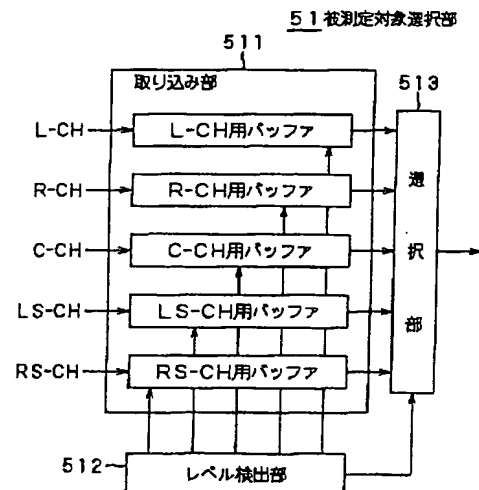 51 被測定対象選択部
511
取り込み部
513
L-CH
L-CH用バッファ
R-CH
R-CH用バッファ
選択部
C-CH
C-CH用バッファ
LS-CH
LS-CH用バッファ
RS-CH
RS-CH用バッファ
512
レベル検出部